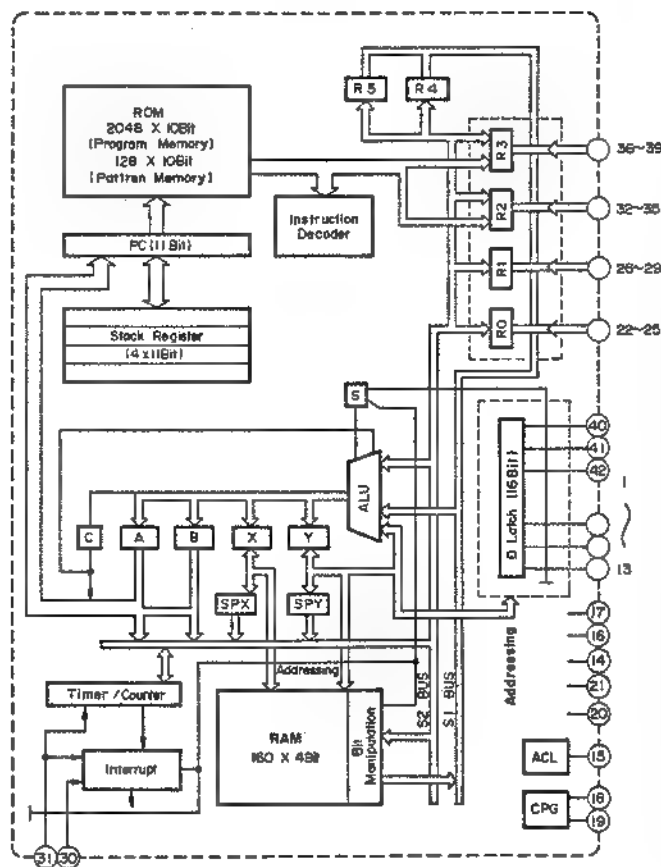 R5
R4
ROM
2048 X 10Bit
(Program Memory)
128 X 10Bit
(Pattran Memory)
R3
36~39
Instruction
Decoder
R2
32~35
PC(11Bit)
R1
26~29
Stack Register
(4x11Bit)
R0
22~25
S
40
41
42
ALU
D Latch (16Bit)
1
C
A
B
X
Y
13
SPX
SPY
17
16
Addressing
Addressing
14
Timer/Counter
S2 BUS
S1 BUS
21
20
RAM
160 X 4Bit
Bit
Manipulation
Interrupt
ACL
15
CPG
18
19
31
30